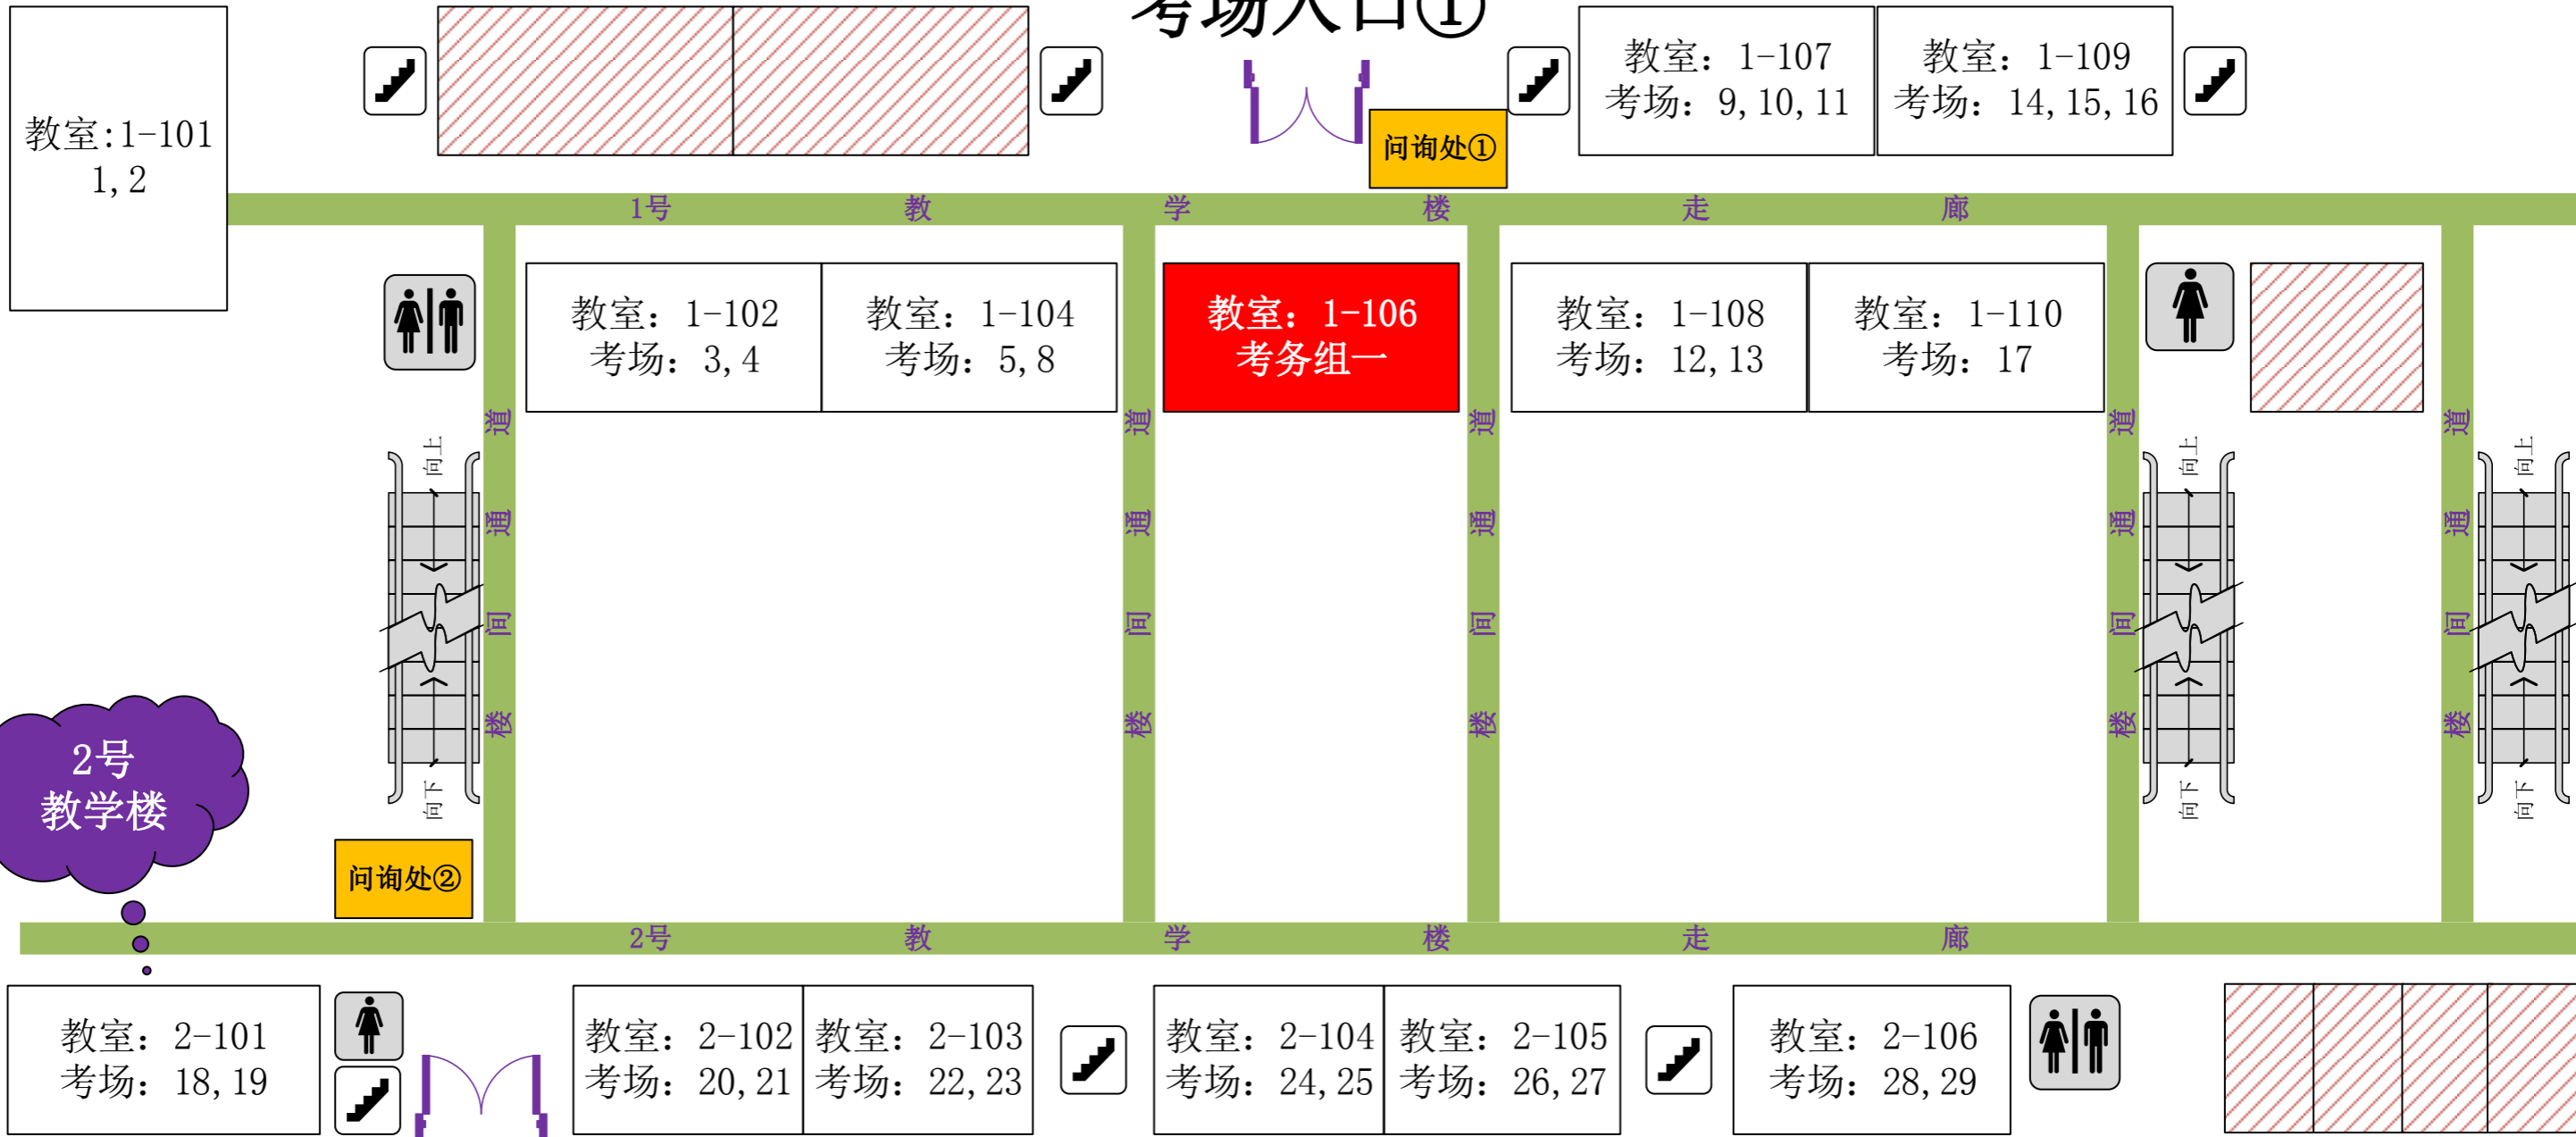 考场入口①
教室:1-101
1,2
教室：1-107
考场：9,10,11
教室：1-109
考场：14,15,16
问询处①
1号教学楼走廊
教室：1-102
考场：3,4
教室：1-104
考场：5,8
教室：1-106
考务组一
教室：1-108
考场：12,13
教室：1-110
考场：17
楼间通道
楼间通道
楼间通道
楼间通道
楼间通道
向上
向上
向上
向下
向下
向下
2号
教学楼
问询处②
2号教学楼走廊
教室：2-101
考场：18,19
教室：2-102
考场：20,21
教室：2-103
考场：22,23
教室：2-104
考场：24,25
教室：2-105
考场：26,27
教室：2-106
考场：28,29